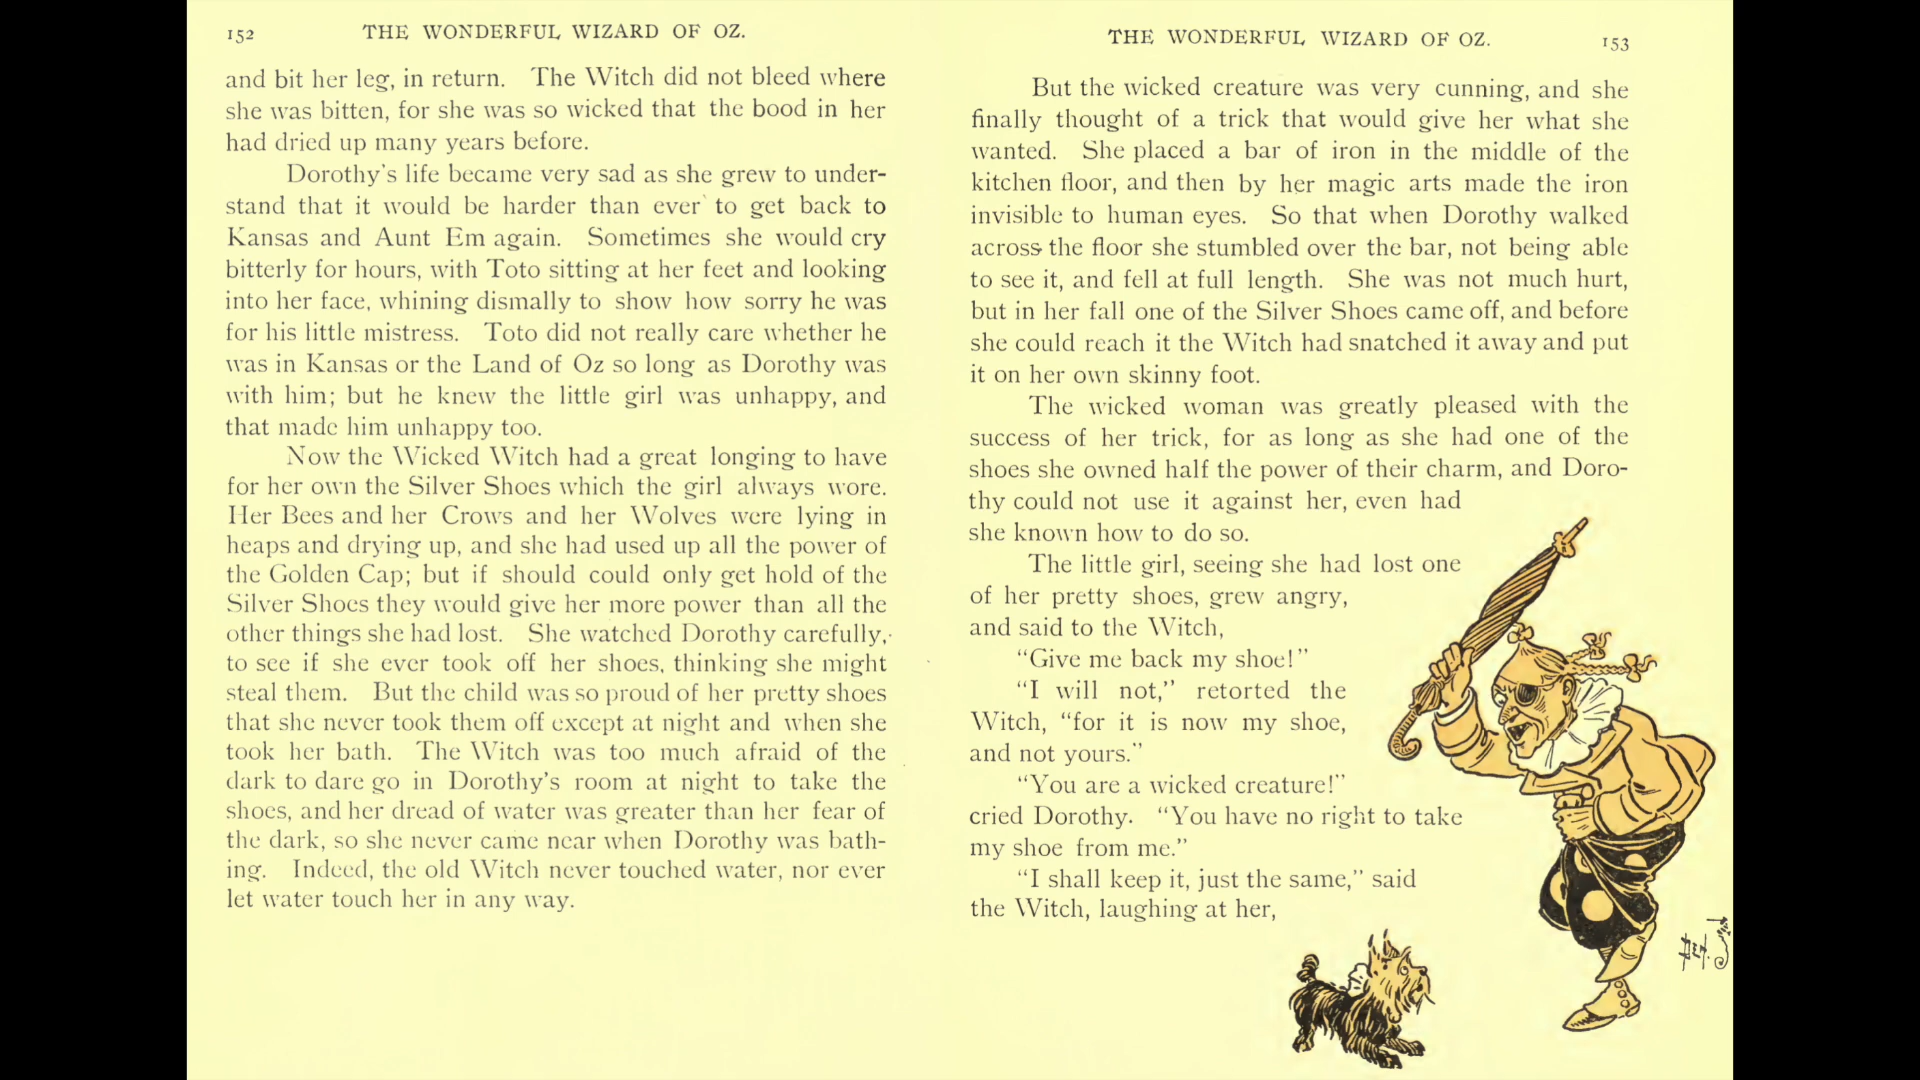 152 THE WONDERFUL WIZARD OF OZ.
and bit her leg, in return. The Witch did not bleed where
she was bitten, for she was so wicked that the bood in her
had dried up many years before.
Dorothy's life became very sad as she grew to under-
stand that it would be harder than ever to get back to
Kansas and Aunt Em again. Sometimes she would cry
bitterly for hours, with Toto sitting at her feet and looking
into her face, whining dismally to show how sorry he was
for his little mistress. Toto did not really care whether he
was in Kansas or the Land of Oz so long as Dorothy was
with him; but he knew the little girl was unhappy, and
that made him unhappy too.
Now the Wicked Witch had a great longing to have
for her own the Silver Shoes which the girl always wore.
Her Bees and her Crows and her Wolves were lying in
heaps and drying up, and she had used up all the power of
the Golden Cap; but if should could only get hold of the
Silver Shoes they would give her more power than all the
other things she had lost. She watched Dorothy carefully,
to see if she ever took off her shoes, thinking she might
steal them. But the child was so proud of her pretty shoes
that she never took them off except at night and when she
took her bath. The Witch was too much afraid of the
dark to dare go in Dorothy's room at night to take the
shoes, and her dread of water was greater than her fear of
the dark, so she never came near when Dorothy was bath-
ing. Indeed, the old Witch never touched water, nor ever
let water touch her in any way.
THE WONDERFUL WIZARD OF OZ. 153
But the wicked creature was very cunning, and she
finally thought of a trick that would give her what she
wanted. She placed a bar of iron in the middle of the
kitchen floor, and then by her magic arts made the iron
invisible to human eyes. So that when Dorothy walked
across the floor she stumbled over the bar, not being able
to see it, and fell at full length. She was not much hurt,
but in her fall one of the Silver Shoes came off, and before
she could reach it the Witch had snatched it away and put
it on her own skinny foot.
The wicked woman was greatly pleased with the
success of her trick, for as long as she had one of the
shoes she owned half the power of their charm, and Doro-
thy could not use it against her, even had
she known how to do so.
The little girl, seeing she had lost one
of her pretty shoes, grew angry,
and said to the Witch,
"Give me back my shoe!"
"I will not," retorted the
Witch, "for it is now my shoe,
and not yours."
"You are a wicked creature!"
cried Dorothy. "You have no right to take
my shoe from me."
"I shall keep it, just the same," said
the Witch, laughing at her,